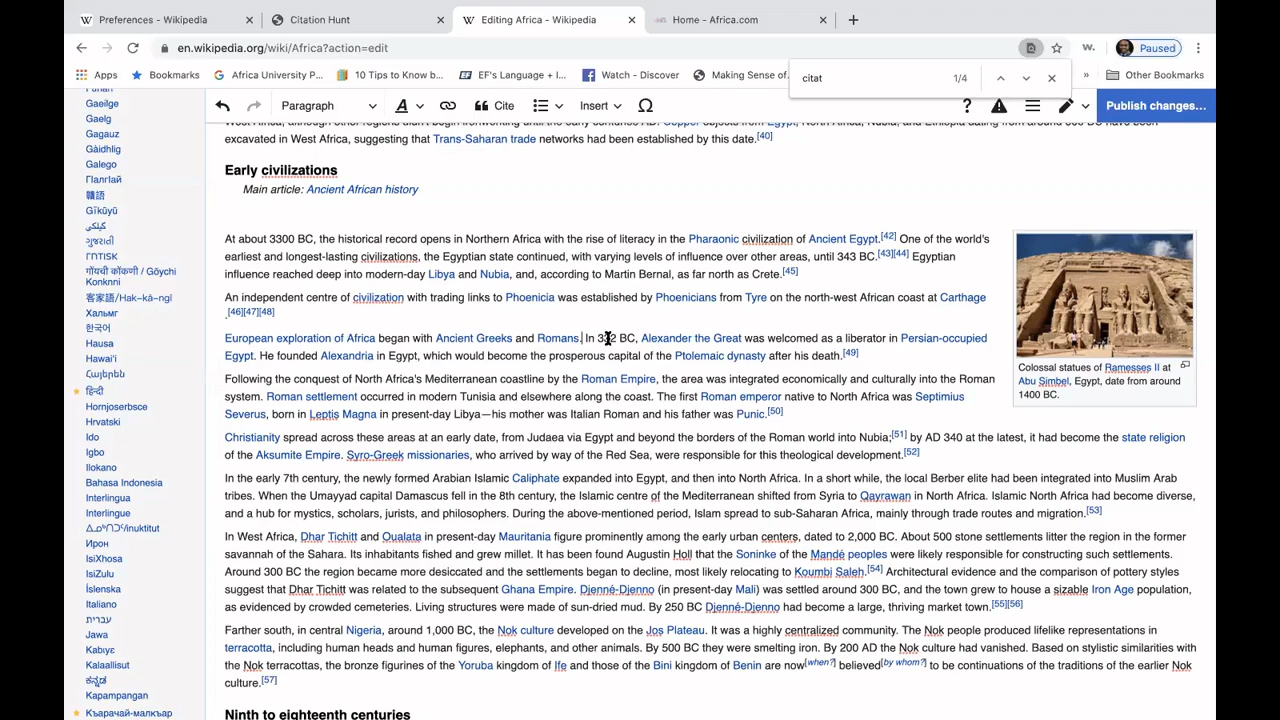 Preferences - Wikipedia
Citation Hunt
Editing Africa - Wikipedia
Home - Africa.com
en.wikipedia.org/wiki/Africa?action=edit
Paused
Apps
Bookmarks
Africa University P...
10 Tips to Know b...
EF's Language + I...
Watch - Discover
Making Sense of...
citat
1/4
»
Other Bookmarks
Paragraph
A
Cite
Insert
Ω
?
Publish changes...
Gaeilge
Gaelg
Gagauz
Gàidhlig
Galego
ГӀалгӀай
贛語
Gĩkũyũ
گیلکی
ગુજરાતી
गोंयची कोंकणी / Gõychi
Konknni
客家語/Hak-kâ-ngî
Хальмг
한국어
Hausa
Hawaiʻi
Հայերեն
हिन्दी
Hornjoserbsce
Hrvatski
Ido
Igbo
Ilokano
Bahasa Indonesia
Interlingua
Interlingue
ᐃᓄᒃᑎᑐᑦ/inuktitut
Ирон
IsiXhosa
IsiZulu
Íslenska
Italiano
עברית
Jawa
Kabɩyɛ
Kalaallisut
ಕನ್ನಡ
Kapampangan
Къарачай-малкъар
excavated in West Africa, suggesting that Trans-Saharan trade networks had been established by this date.[40]
Early civilizations
Main article: Ancient African history
At about 3300 BC, the historical record opens in Northern Africa with the rise of literacy in the Pharaonic civilization of Ancient Egypt.[42] One of the world's
earliest and longest-lasting civilizations, the Egyptian state continued, with varying levels of influence over other areas, until 343 BC.[43][44] Egyptian
influence reached deep into modern-day Libya and Nubia, and, according to Martin Bernal, as far north as Crete.[45]
An independent centre of civilization with trading links to Phoenicia was established by Phoenicians from Tyre on the north-west African coast at Carthage
.[46][47][48]
European exploration of Africa began with Ancient Greeks and Romans. In 332 BC, Alexander the Great was welcomed as a liberator in Persian-occupied
Egypt. He founded Alexandria in Egypt, which would become the prosperous capital of the Ptolemaic dynasty after his death.[49]
Following the conquest of North Africa's Mediterranean coastline by the Roman Empire, the area was integrated economically and culturally into the Roman
system. Roman settlement occurred in modern Tunisia and elsewhere along the coast. The first Roman emperor native to North Africa was Septimius
Severus, born in Leptis Magna in present-day Libya—his mother was Italian Roman and his father was Punic.[50]
Christianity spread across these areas at an early date, from Judaea via Egypt and beyond the borders of the Roman world into Nubia;[51] by AD 340 at the latest, it had become the state religion
of the Aksumite Empire. Syro-Greek missionaries, who arrived by way of the Red Sea, were responsible for this theological development.[52]
In the early 7th century, the newly formed Arabian Islamic Caliphate expanded into Egypt, and then into North Africa. In a short while, the local Berber elite had been integrated into Muslim Arab
tribes. When the Umayyad capital Damascus fell in the 8th century, the Islamic centre of the Mediterranean shifted from Syria to Qayrawan in North Africa. Islamic North Africa had become diverse,
and a hub for mystics, scholars, jurists, and philosophers. During the above-mentioned period, Islam spread to sub-Saharan Africa, mainly through trade routes and migration.[53]
In West Africa, Dhar Tichitt and Oualata in present-day Mauritania figure prominently among the early urban centers, dated to 2,000 BC. About 500 stone settlements litter the region in the former
savannah of the Sahara. Its inhabitants fished and grew millet. It has been found Augustin Holl that the Soninke of the Mandé peoples were likely responsible for constructing such settlements.
Around 300 BC the region became more desiccated and the settlements began to decline, most likely relocating to Koumbi Saleh.[54] Architectural evidence and the comparison of pottery styles
suggest that Dhar Tichitt was related to the subsequent Ghana Empire. Djenné-Djenno (in present-day Mali) was settled around 300 BC, and the town grew to house a sizable Iron Age population,
as evidenced by crowded cemeteries. Living structures were made of sun-dried mud. By 250 BC Djenné-Djenno had become a large, thriving market town.[55][56]
Farther south, in central Nigeria, around 1,000 BC, the Nok culture developed on the Jos Plateau. It was a highly centralized community. The Nok people produced lifelike representations in
terracotta, including human heads and human figures, elephants, and other animals. By 500 BC they were smelting iron. By 200 AD the Nok culture had vanished. Based on stylistic similarities with
the Nok terracottas, the bronze figurines of the Yoruba kingdom of Ife and those of the Bini kingdom of Benin are now[when?] believed[by whom?] to be continuations of the traditions of the earlier Nok
culture.[57]
Colossal statues of Ramesses II at
Abu Simbel, Egypt, date from around
1400 BC.
Ninth to eighteenth centuries